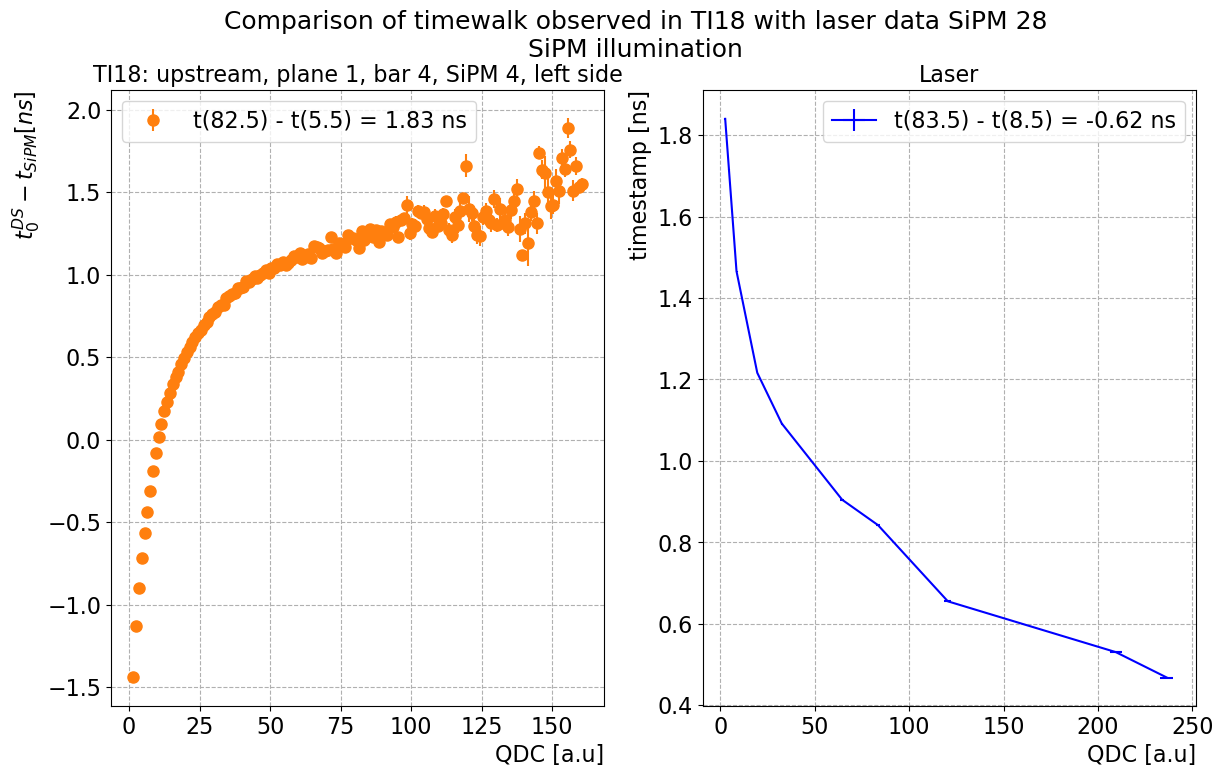 Comparison of timewalk observed in TI18 with laser data SiPM 28
SiPM illumination
TI18: upstream, plane 1, bar 4, SiPM 4, left side
t(82.5) - t(5.5) = 1.83 ns
t_0^{DS} − t_{SiPM}[ns]
2.0
1.5
1.0
0.5
0.0
−0.5
−1.0
−1.5
0 25 50 75 100 125 150
QDC [a.u]
Laser
t(83.5) - t(8.5) = -0.62 ns
timestamp [ns]
1.8
1.6
1.4
1.2
1.0
0.8
0.6
0.4
0 50 100 150 200 250
QDC [a.u]